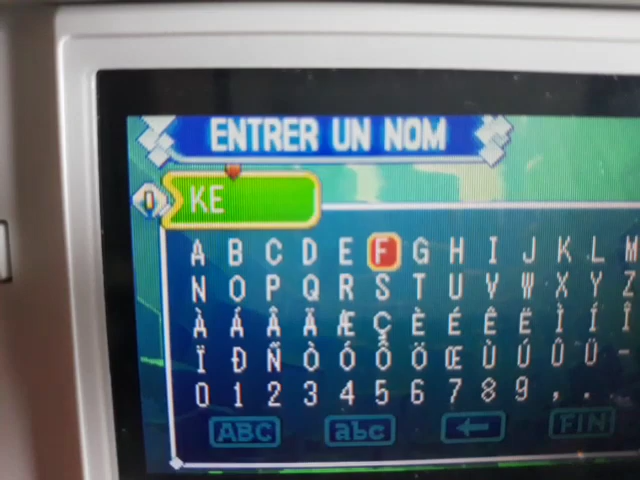 ENTRER UN NOM
KE
A B C D E F G H I J K L M
N O P Q R S T U V W X Y Z
À Á Â Ä Æ Ç È É Ê Ë Ì Í Î
Ï Ð Ñ Ò Ó Ô Ö Œ Ù Ú Û Ü -
0 1 2 3 4 5 6 7 8 9 , .
ABC abc ← FIN